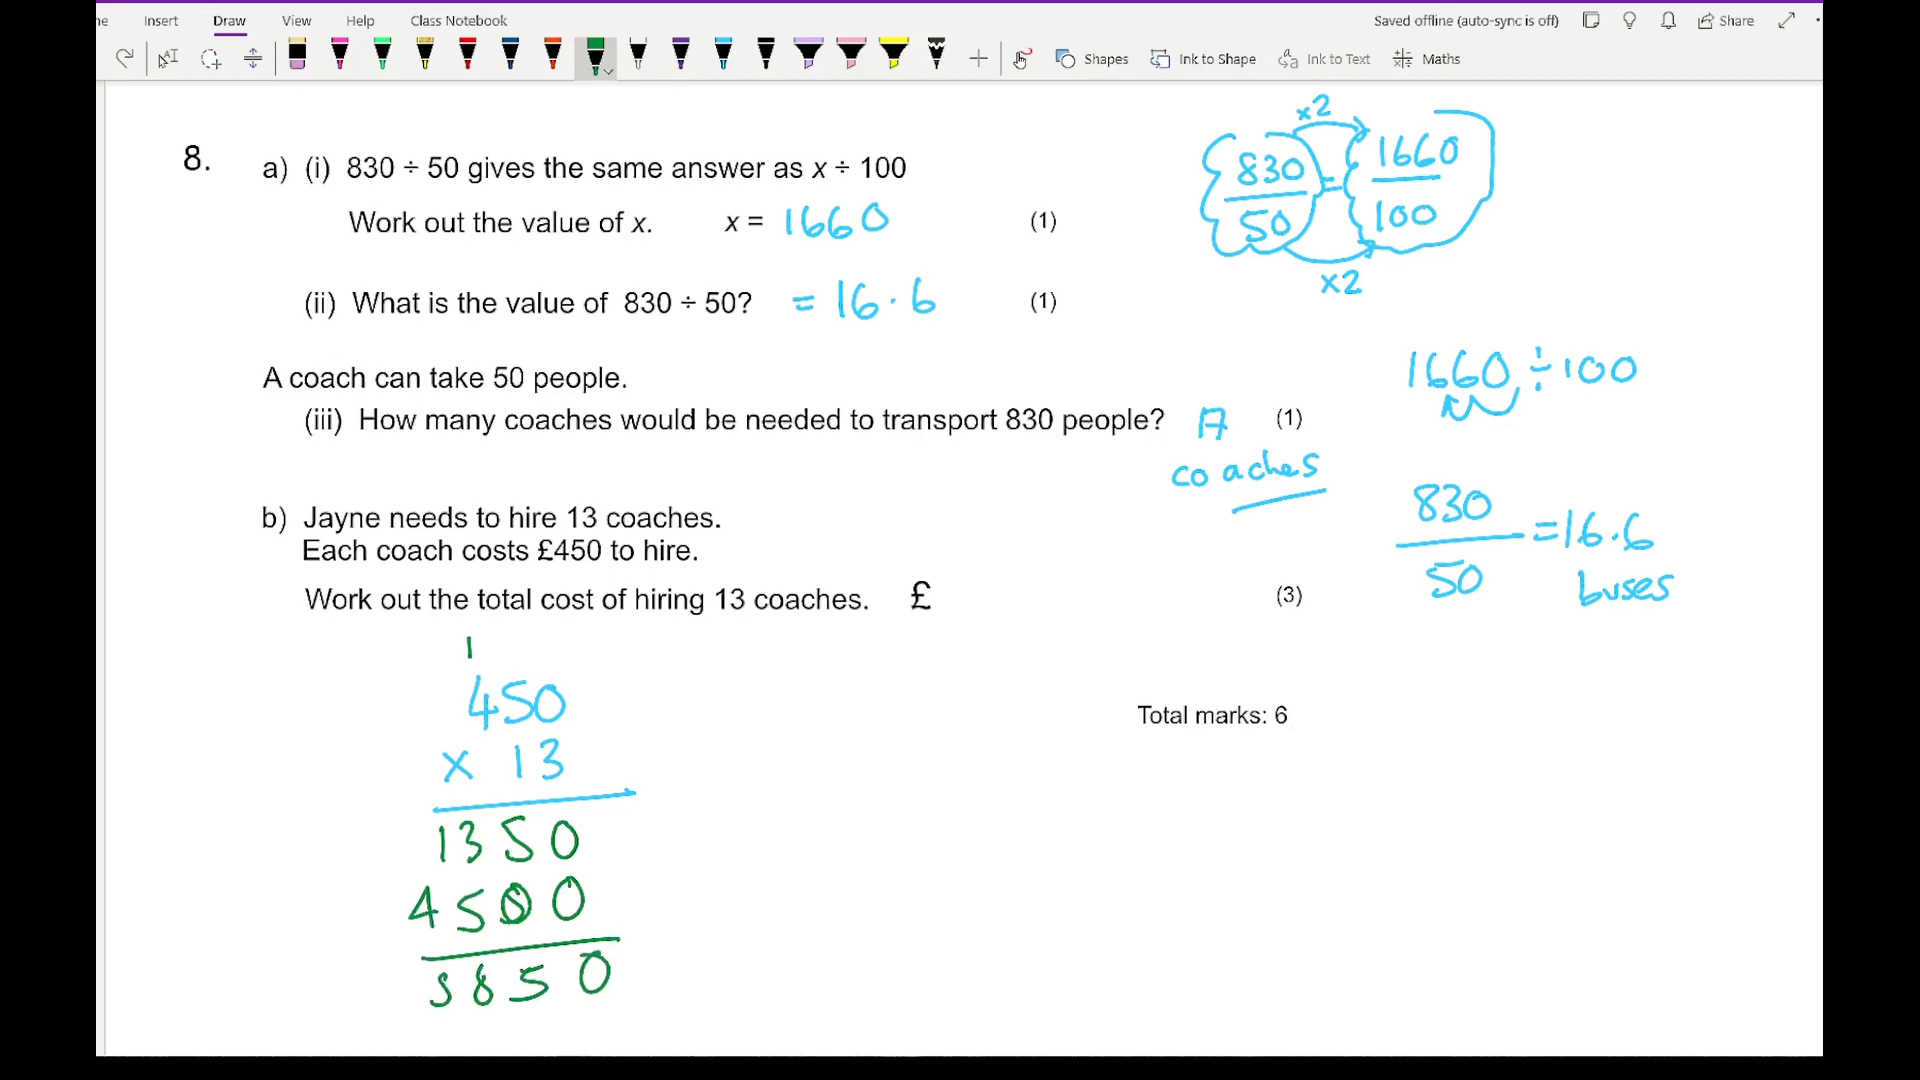 Insert Draw View Help Class Notebook Saved offline (auto-sync is off) Share
Shapes Ink to Shape Ink to Text Maths
8. a) (i) 830 ÷ 50 gives the same answer as x ÷ 100
Work out the value of x. x = 1660 (1)
(ii) What is the value of 830 ÷ 50? = 16.6 (1)
A coach can take 50 people.
(iii) How many coaches would be needed to transport 830 people? 17 (1)
coaches
b) Jayne needs to hire 13 coaches.
Each coach costs £450 to hire.
Work out the total cost of hiring 13 coaches. £ (3)
Total marks: 6
1
450
x 13
1350
4500
5850
x2
830 = 1660
50 100
x2
1660 ÷ 100
830 = 16.6
50 buses